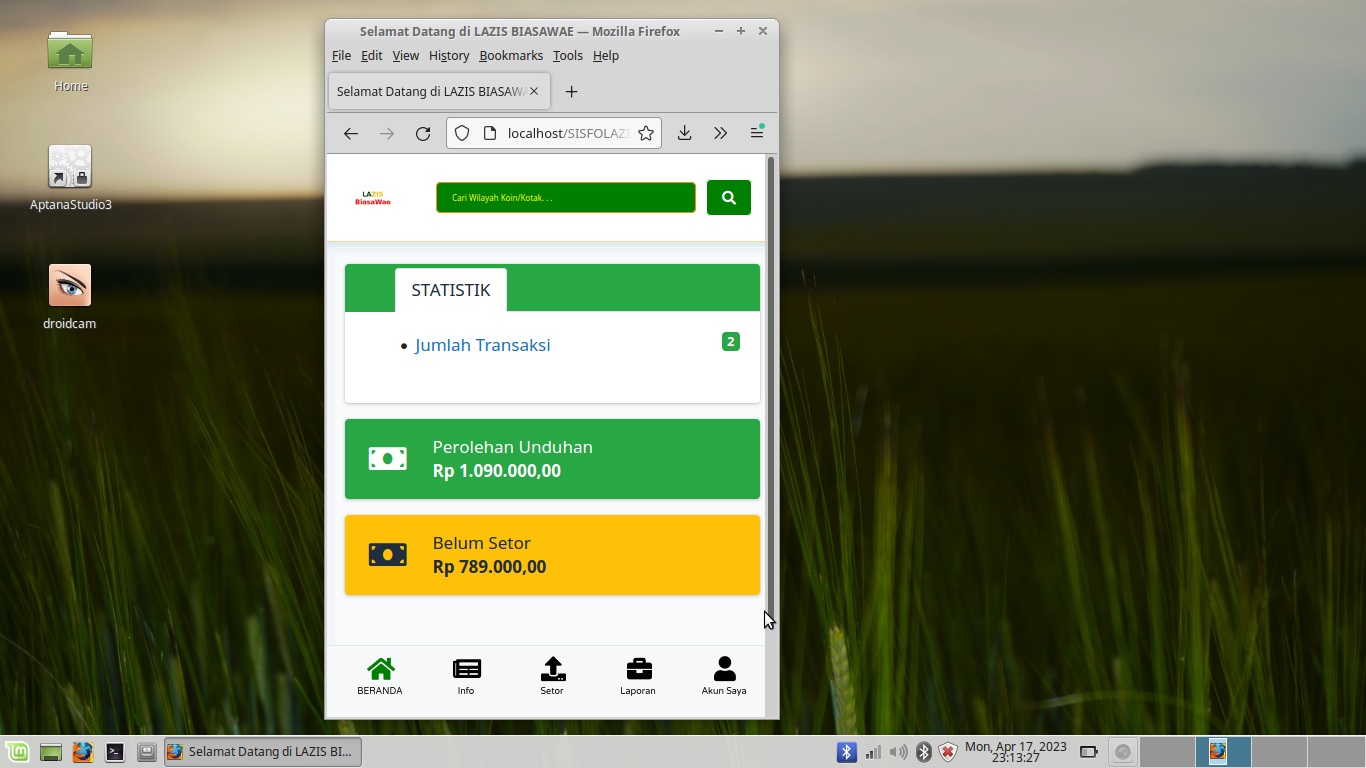 Home
AptanaStudio3
droidcam
Selamat Datang di LAZIS BIASAWAE — Mozilla Firefox
File Edit View History Bookmarks Tools Help
Selamat Datang di LAZIS BIASAWA
localhost/SISFOLAZI
LAZIS
BiasaWae
Cari Wilayah Koin/Kotak. . .
STATISTIK
Jumlah Transaksi 2
Perolehan Unduhan
Rp 1.090.000,00
Belum Setor
Rp 789.000,00
BERANDA Info Setor Laporan Akun Saya
Selamat Datang di LAZIS BI...
Mon, Apr 17, 2023
23:13:27